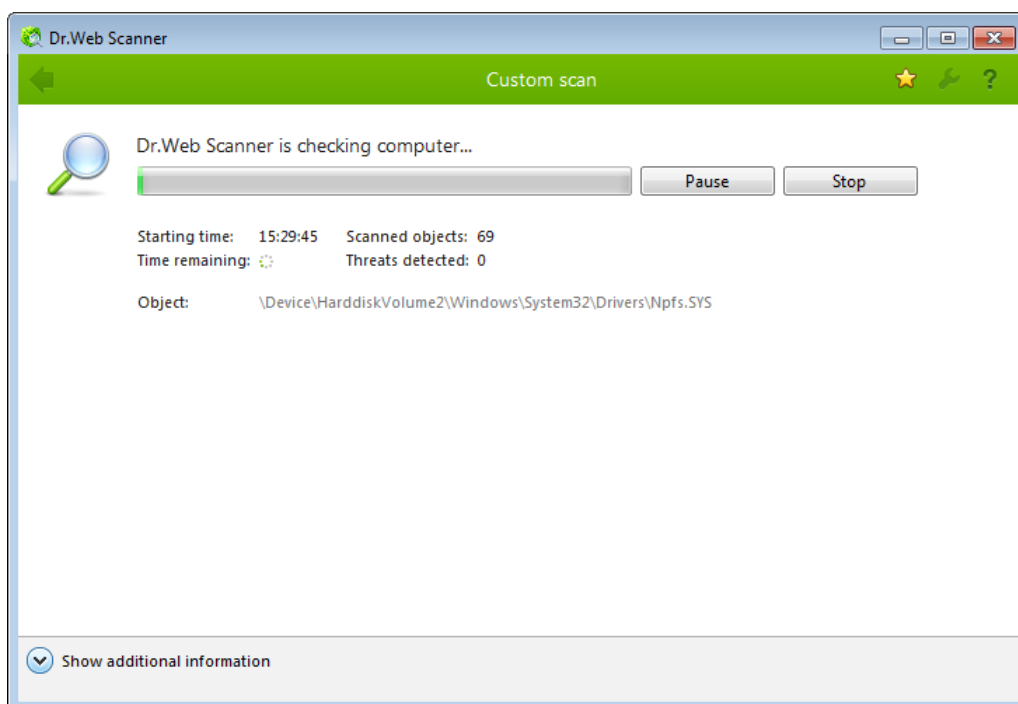 Dr.Web Scanner
Custom scan
?
Dr.Web Scanner is checking computer...
Pause
Stop
Starting time: 15:29:45 Scanned objects: 69
Time remaining: Threats detected: 0
Object: \Device\HarddiskVolume2\Windows\System32\Drivers\Npfs.SYS
Show additional information